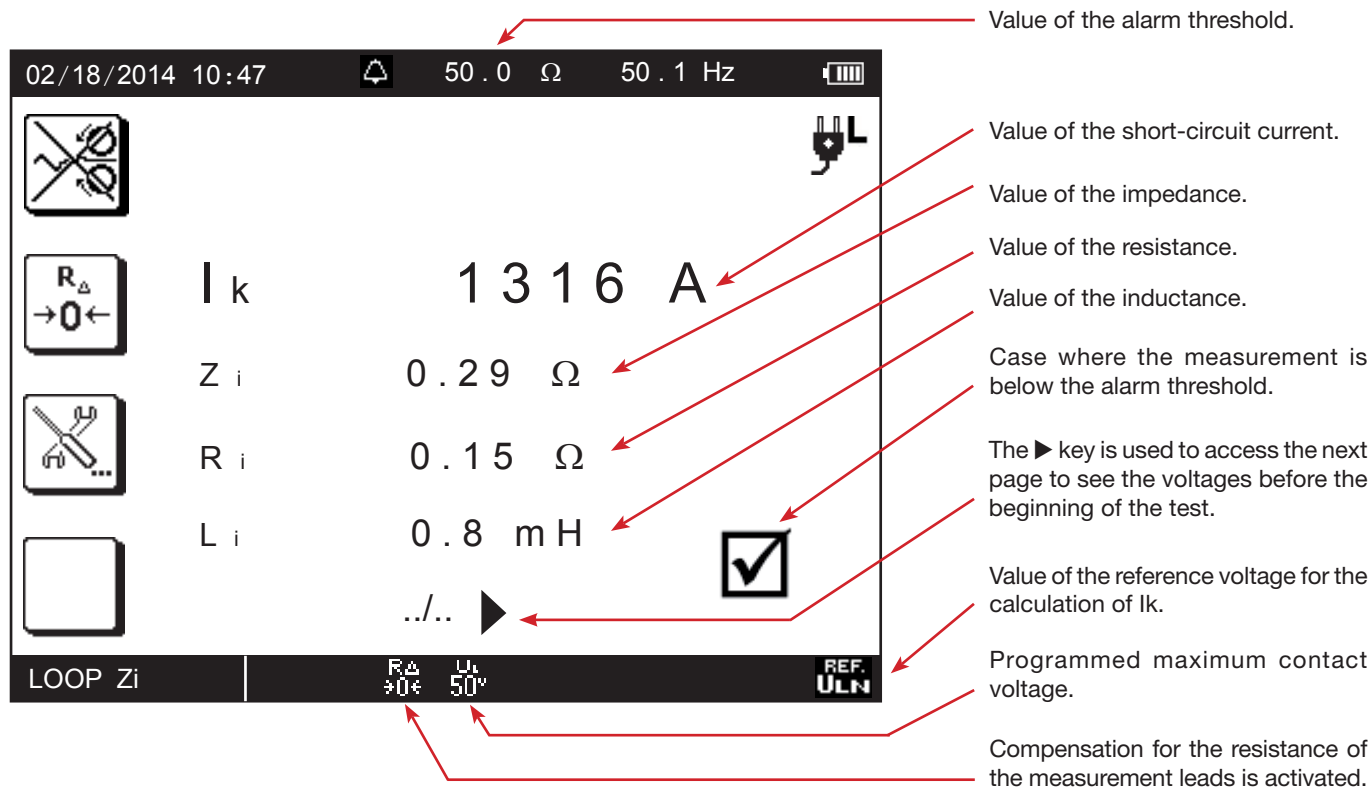 Value of the alarm threshold.
02/18/2014 10:47 50.0 Ω 50.1 Hz
L
Value of the short-circuit current.
Value of the impedance.
Value of the resistance.
Value of the inductance.
Case where the measurement is
below the alarm threshold.
The ▶ key is used to access the next
page to see the voltages before the
beginning of the test.
Value of the reference voltage for the
calculation of Ik.
Programmed maximum contact
voltage.
Compensation for the resistance of
the measurement leads is activated.
R△
→0←
...
Ik 1316 A
Zi 0.29 Ω
Ri 0.15 Ω
Li 0.8 mH
../.. ▶
LOOP Zi
R△
→0←
UL
50V
REF.
ULN